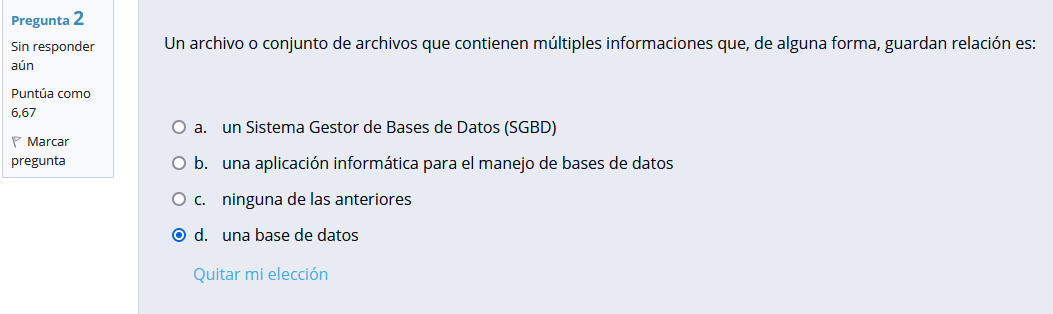 Pregunta 2
Sin responder
aún
Puntúa como
6,67
Marcar
pregunta
Un archivo o conjunto de archivos que contienen múltiples informaciones que, de alguna forma, guardan relación es:
a. un Sistema Gestor de Bases de Datos (SGBD)
b. una aplicación informática para el manejo de bases de datos
c. ninguna de las anteriores
d. una base de datos
Quitar mi elección